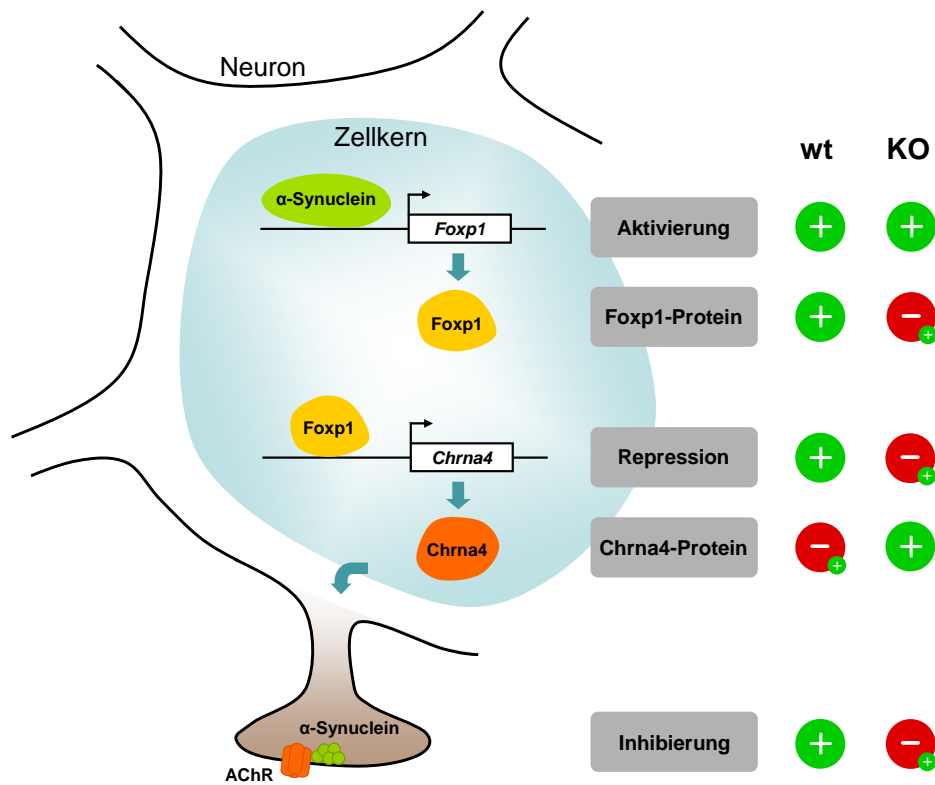 Neuron
Zellkern
wt KO
α-Synuclein
Foxp1
Aktivierung + +
Foxp1
Foxp1-Protein + − +
Foxp1
Chrna4
Repression + − +
Chrna4
Chrna4-Protein − + +
α-Synuclein
AChR
Inhibierung + − +